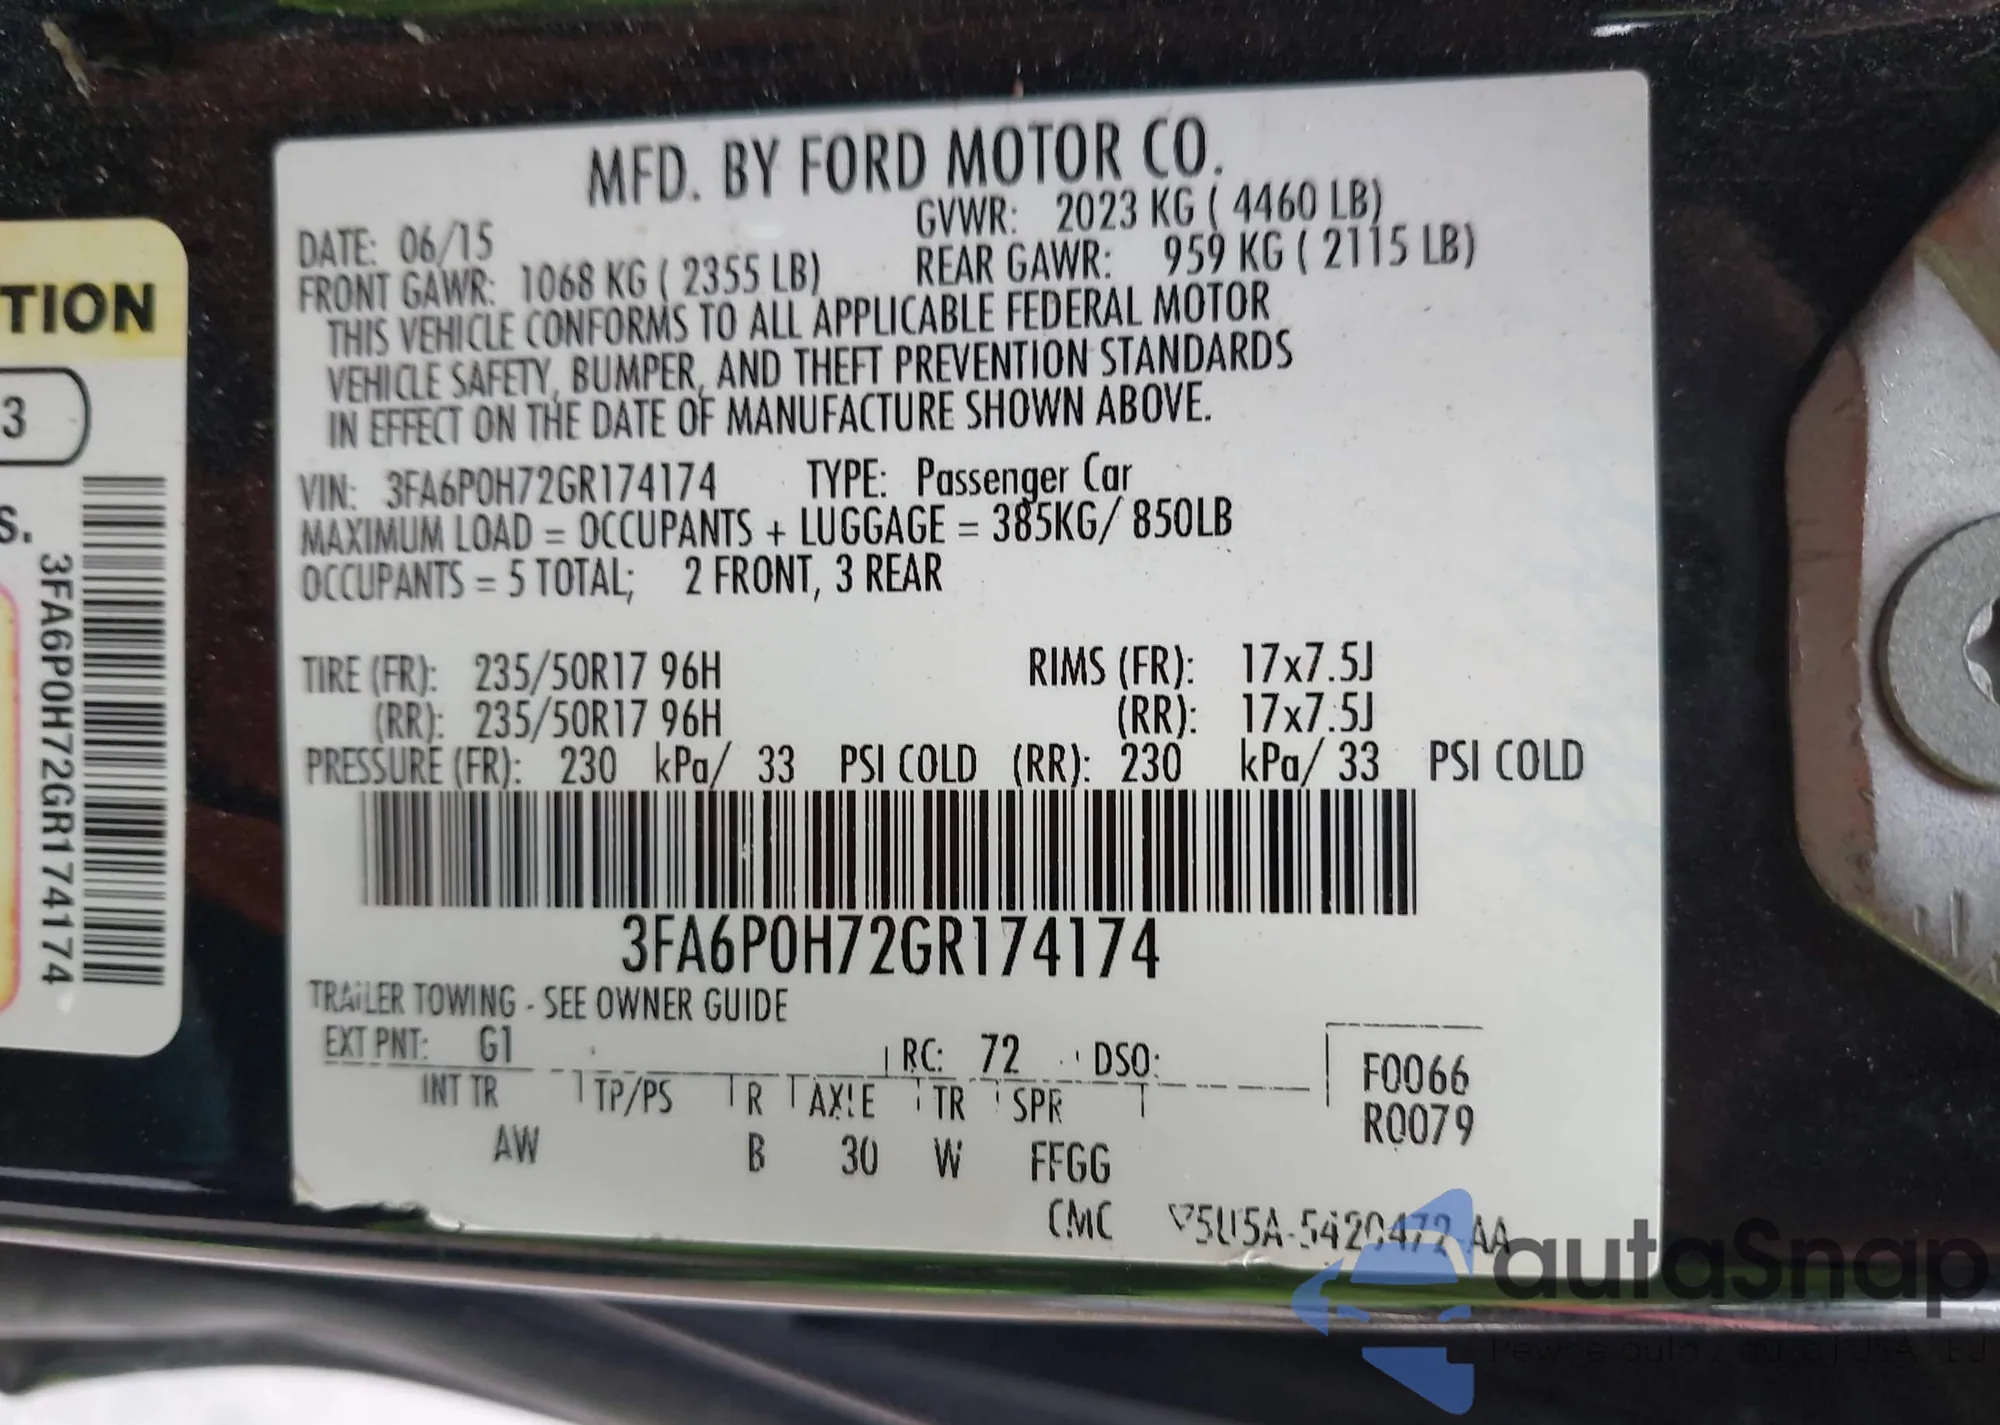 TION
3
S.
3FA6P0H72GR174174
MFD. BY FORD MOTOR CO.
DATE: 06/15 GVWR: 2023 KG ( 4460 LB)
FRONT GAWR: 1068 KG ( 2355 LB) REAR GAWR: 959 KG ( 2115 LB)
THIS VEHICLE CONFORMS TO ALL APPLICABLE FEDERAL MOTOR
VEHICLE SAFETY, BUMPER, AND THEFT PREVENTION STANDARDS
IN EFFECT ON THE DATE OF MANUFACTURE SHOWN ABOVE.
VIN: 3FA6P0H72GR174174 TYPE: Passenger Car
MAXIMUM LOAD = OCCUPANTS + LUGGAGE = 385KG/ 850LB
OCCUPANTS = 5 TOTAL; 2 FRONT, 3 REAR
TIRE (FR): 235/50R17 96H RIMS (FR): 17x7.5J
(RR): 235/50R17 96H (RR): 17x7.5J
PRESSURE (FR): 230 kPa/ 33 PSI COLD (RR): 230 kPa/ 33 PSI COLD
3FA6P0H72GR174174
TRAILER TOWING - SEE OWNER GUIDE
EXT PNT: G1 RC: 72 DSO:
INT TR TP/PS R AXLE TR SPR
AW B 30 W FFGG
F0066
R0079
CMC
autaSnap